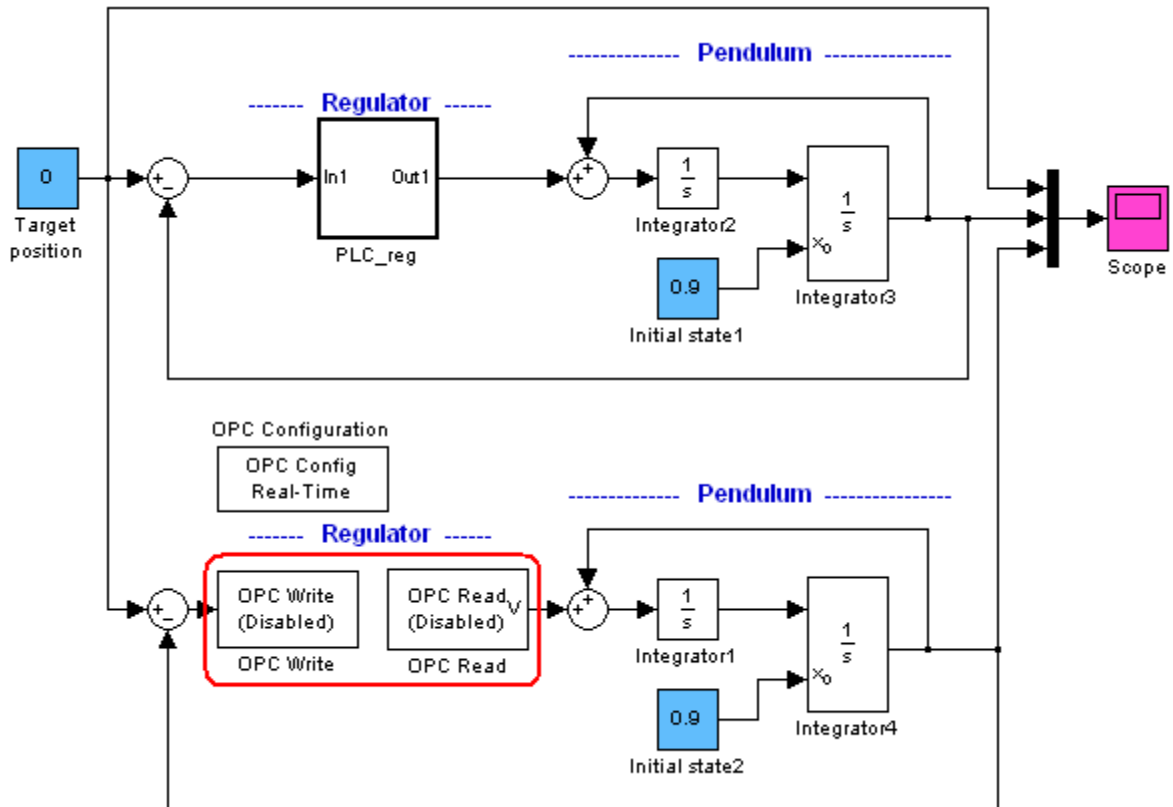 ------- Regulator ------
------------- Pendulum ---------------
0
Target
position
+
−
In1
Out1
PLC_reg
+
+
1
s
Integrator2
1
s
xo
Integrator3
0.9
Initial state1
Scope
OPC Configuration
OPC Config
Real-Time
------- Regulator ------
------------- Pendulum ---------------
+
−
OPC Write
(Disabled)
OPC Write
OPC Read
(Disabled)
V
OPC Read
+
+
1
s
Integrator1
1
s
xo
Integrator4
0.9
Initial state2